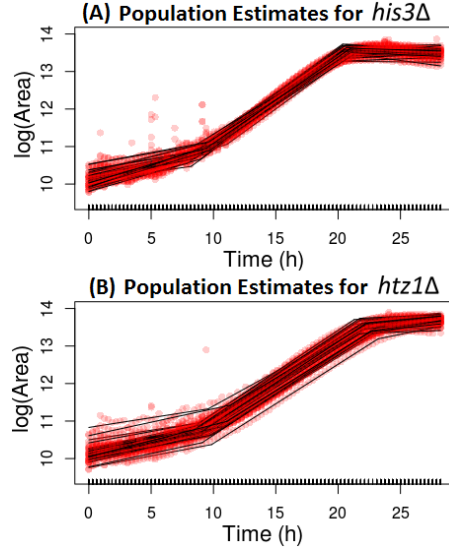 (A) Population Estimates for his3Δ
log(Area)
14
13
12
11
10
0 5 10 15 20 25
Time (h)
(B) Population Estimates for htz1Δ
log(Area)
14
13
12
11
10
0 5 10 15 20 25
Time (h)